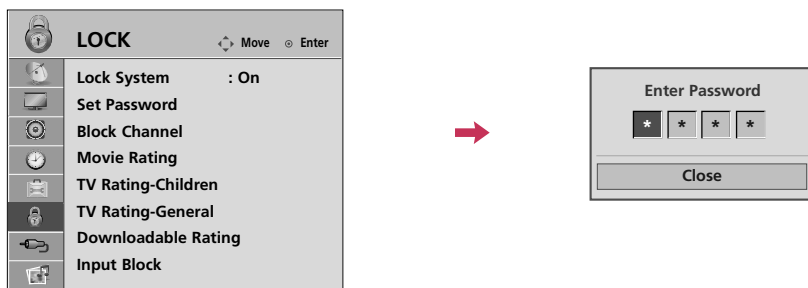 LOCK
Move
Enter
Lock System : On
Set Password
Block Channel
Movie Rating
TV Rating-Children
TV Rating-General
Downloadable Rating
Input Block
Enter Password
* * * *
Close